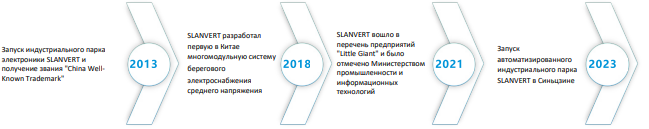 Запуск индустриального парка
электроники SLANVERT и
получение звания "China Well-
Known Trademark"
2013
SLANVERT разработал
первую в Китае
многомодульную систему
берегового
электроснабжения
среднего напряжения
2018
SLANVERT вошло в
перечень предприятий
"Little Giant" и было
отмечено Министерством
промышленности и
информационных
технологий
2021
Запуск
автоматизированного
индустриального парка
SLANVERT в Синьцзине
2023